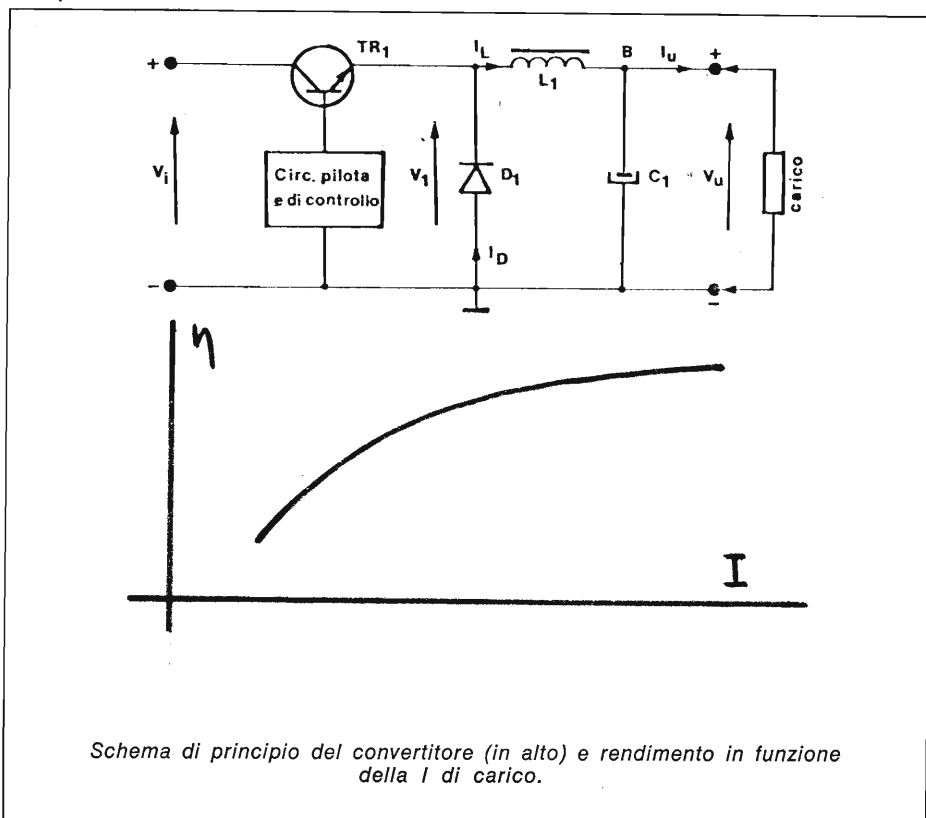 TR1
IL
B
Iu
+
+
L1
Vi
Circ. pilota
e di controllo
V1
D1
C1
Vu
carico
ID
−
−
η
I
Schema di principio del convertitore (in alto) e rendimento in funzione
della I di carico.